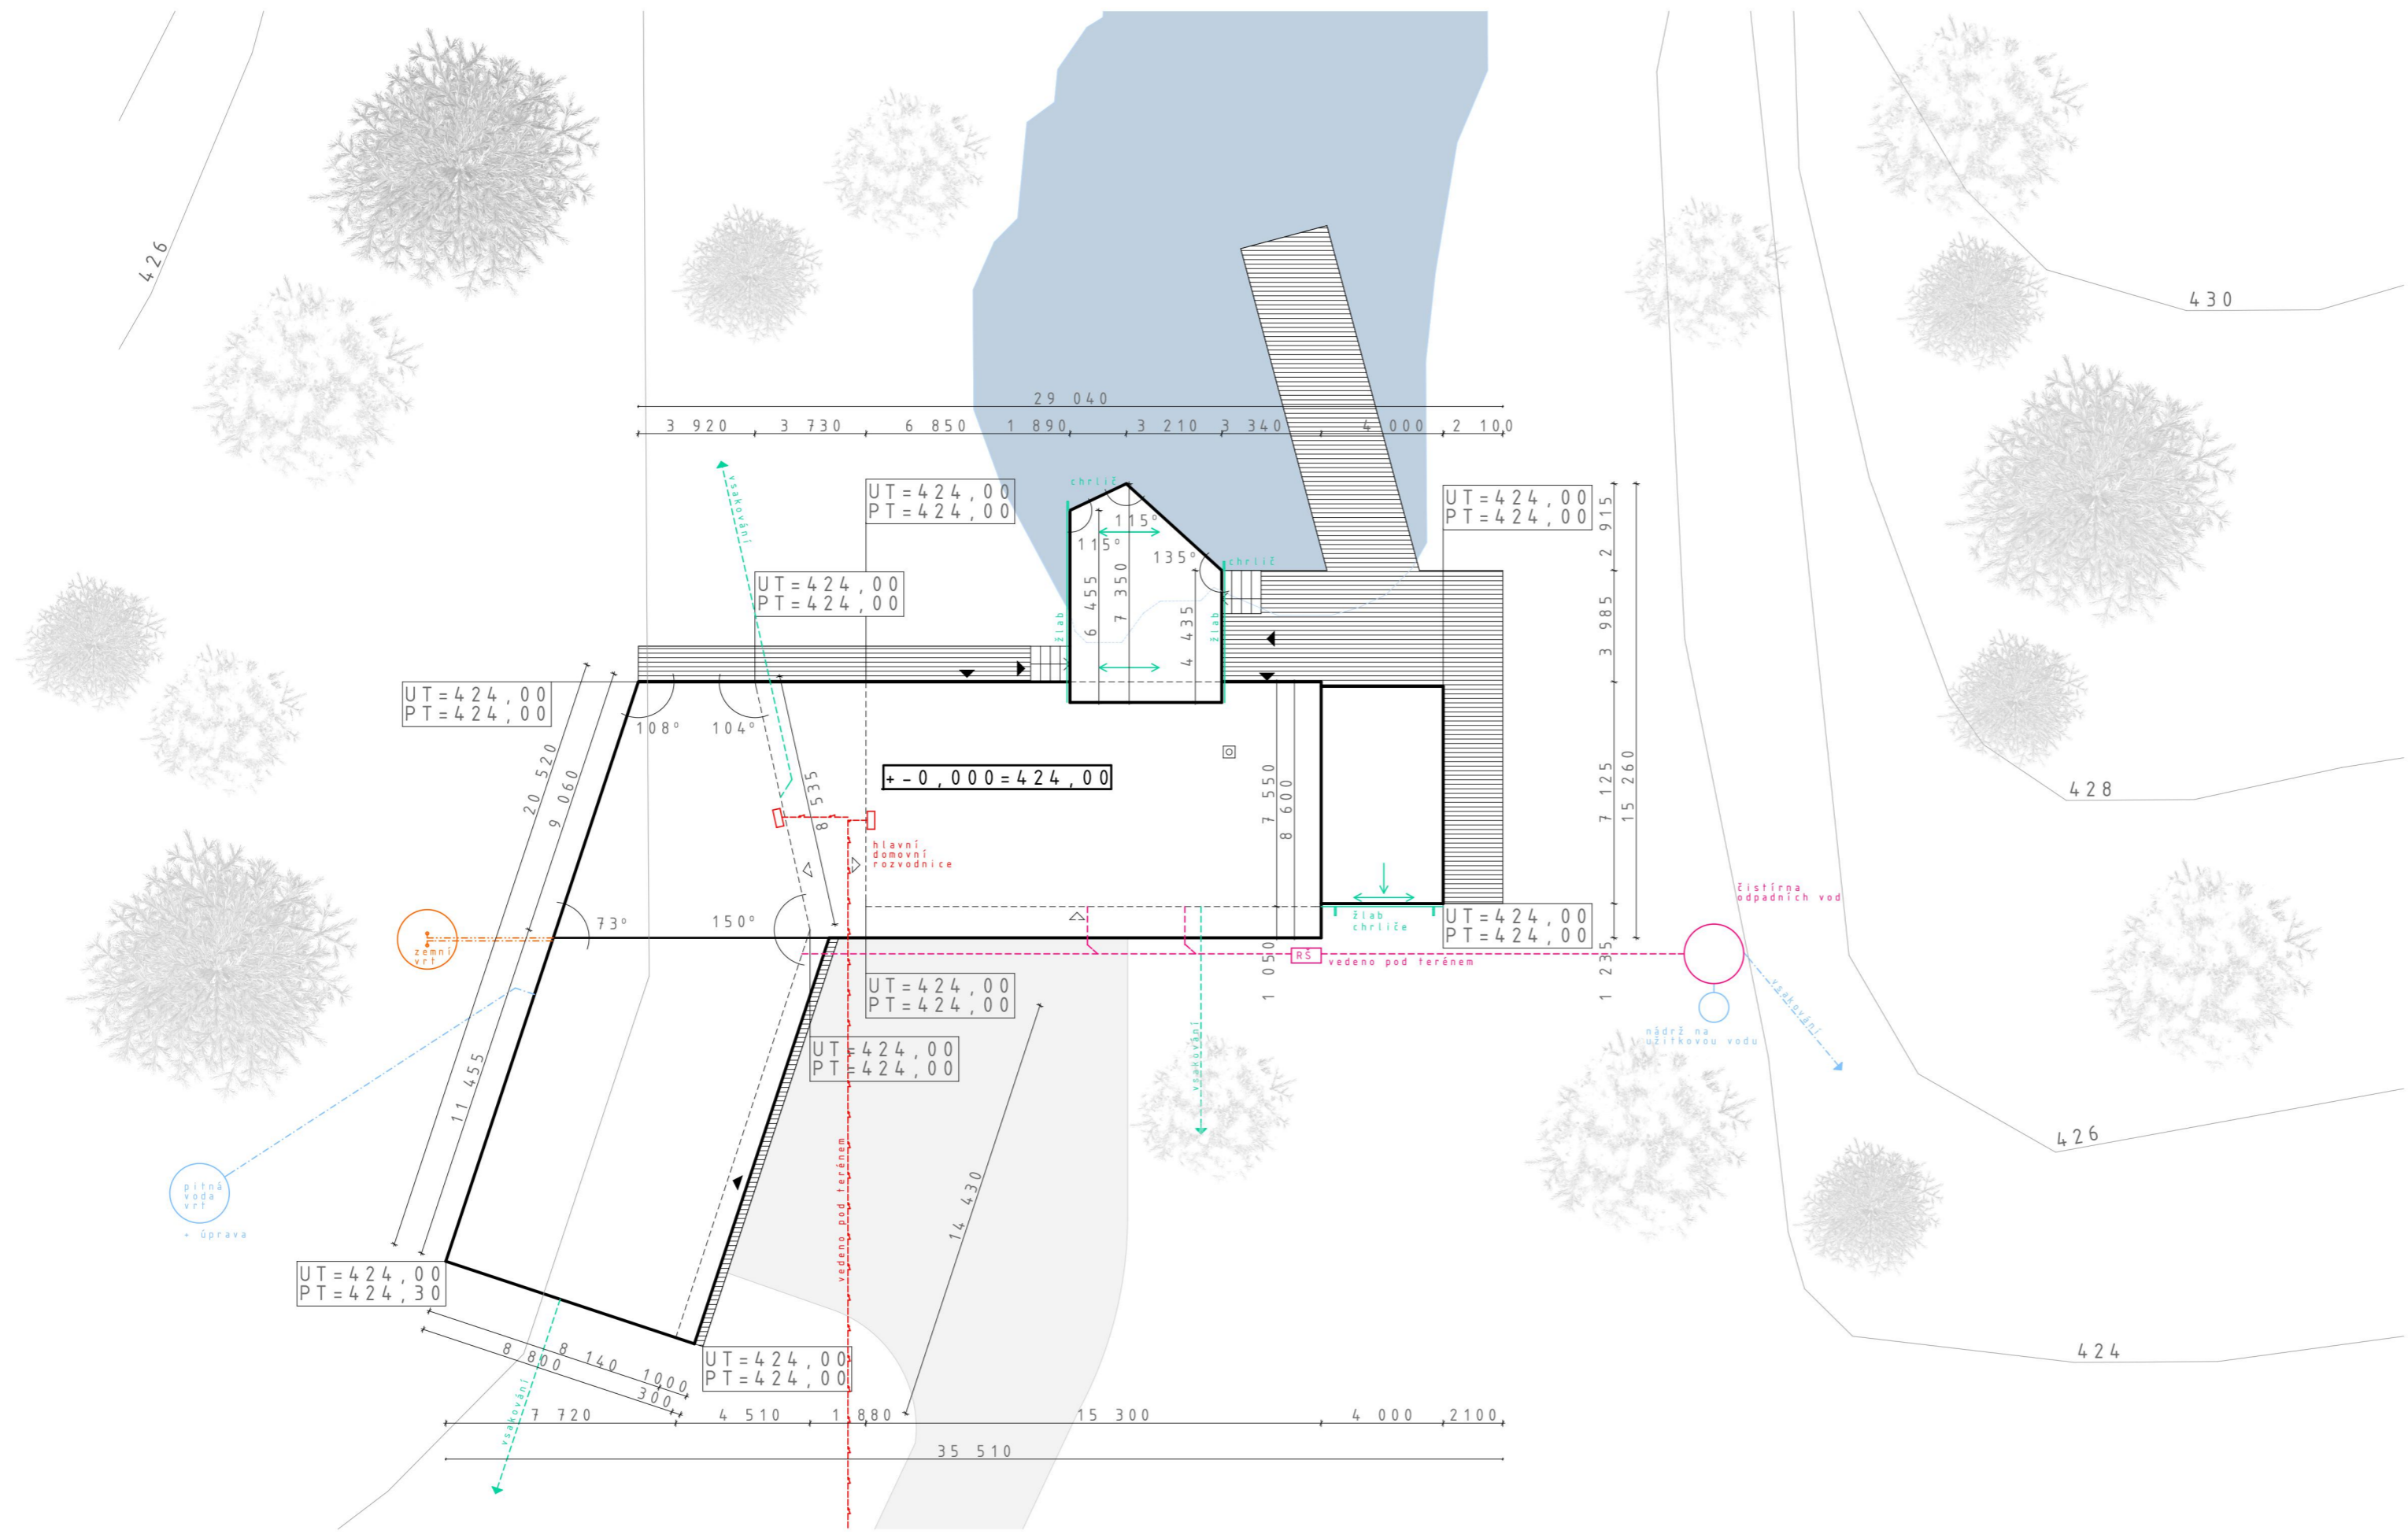 426
430
29 040
3 920
3 730
6 850
1 890
3 210
3 340
4 000
2 100
vsakování
chrlič
UT=424,00
PT=424,00
UT=424,00
PT=424,00
2 915
115°
115°
135°
chrlič
UT=424,00
PT=424,00
6 455
7 350
4 435
žlab
žlab
3 985
UT=424,00
PT=424,00
108°
104°
20 520
9 060
8 535
+-0,000=424,00
7 550
8 600
7 125
15 260
428
hlavní
domovní
rozvodnice
čistírna
odpadních vod
73°
150°
žlab
chrliče
UT=424,00
PT=424,00
zemní
vrt
RŠ
vedeno pod terénem
1 050
1 235
UT=424,00
PT=424,00
vsakování
nádrž na
užitkovou vodu
UT=424,00
PT=424,00
vsakování
11 455
426
vedeno pod terénem
14 430
pitná
voda
vrt
+ úprava
UT=424,00
PT=424,30
8 140
1000
8 800
300
UT=424,00
PT=424,00
424
vsakování
7 720
4 510
1 880
15 300
4 000
2100
35 510